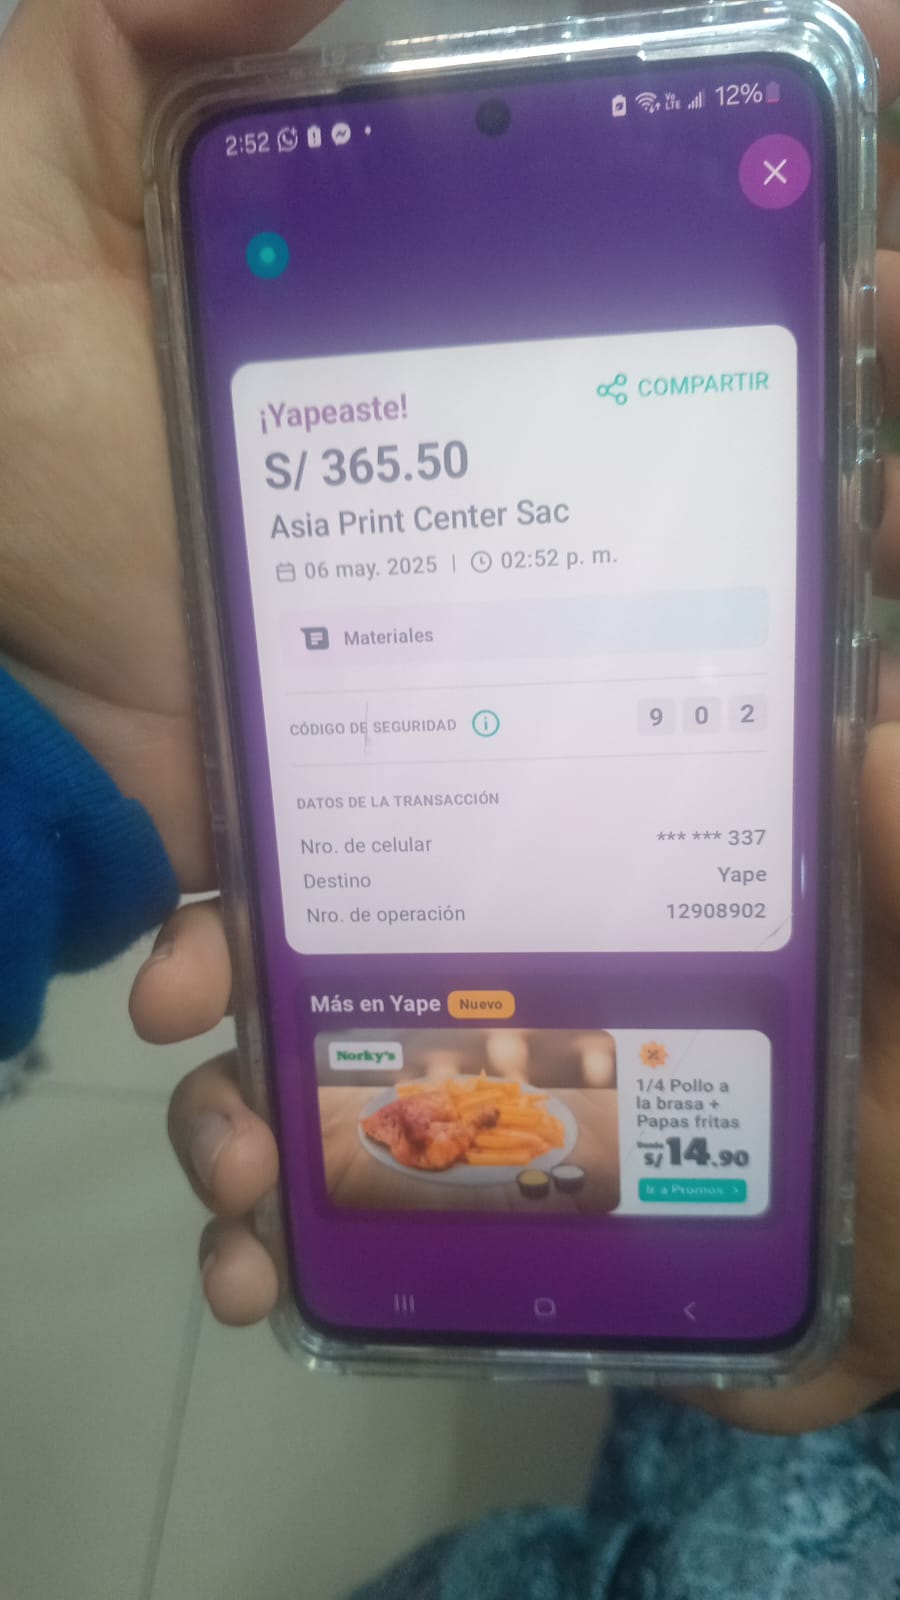 2:52
12%
¡Yapeaste!
COMPARTIR
S/ 365.50
Asia Print Center Sac
06 may. 2025 | 02:52 p. m.
Materiales
CÓDIGO DE SEGURIDAD 9 0 2
DATOS DE LA TRANSACCIÓN
Nro. de celular *** *** 337
Destino Yape
Nro. de operación 12908902
Más en Yape Nuevo
Norky's
1/4 Pollo a
la brasa +
Papas fritas
S/ 14.90
Ir a Promos >